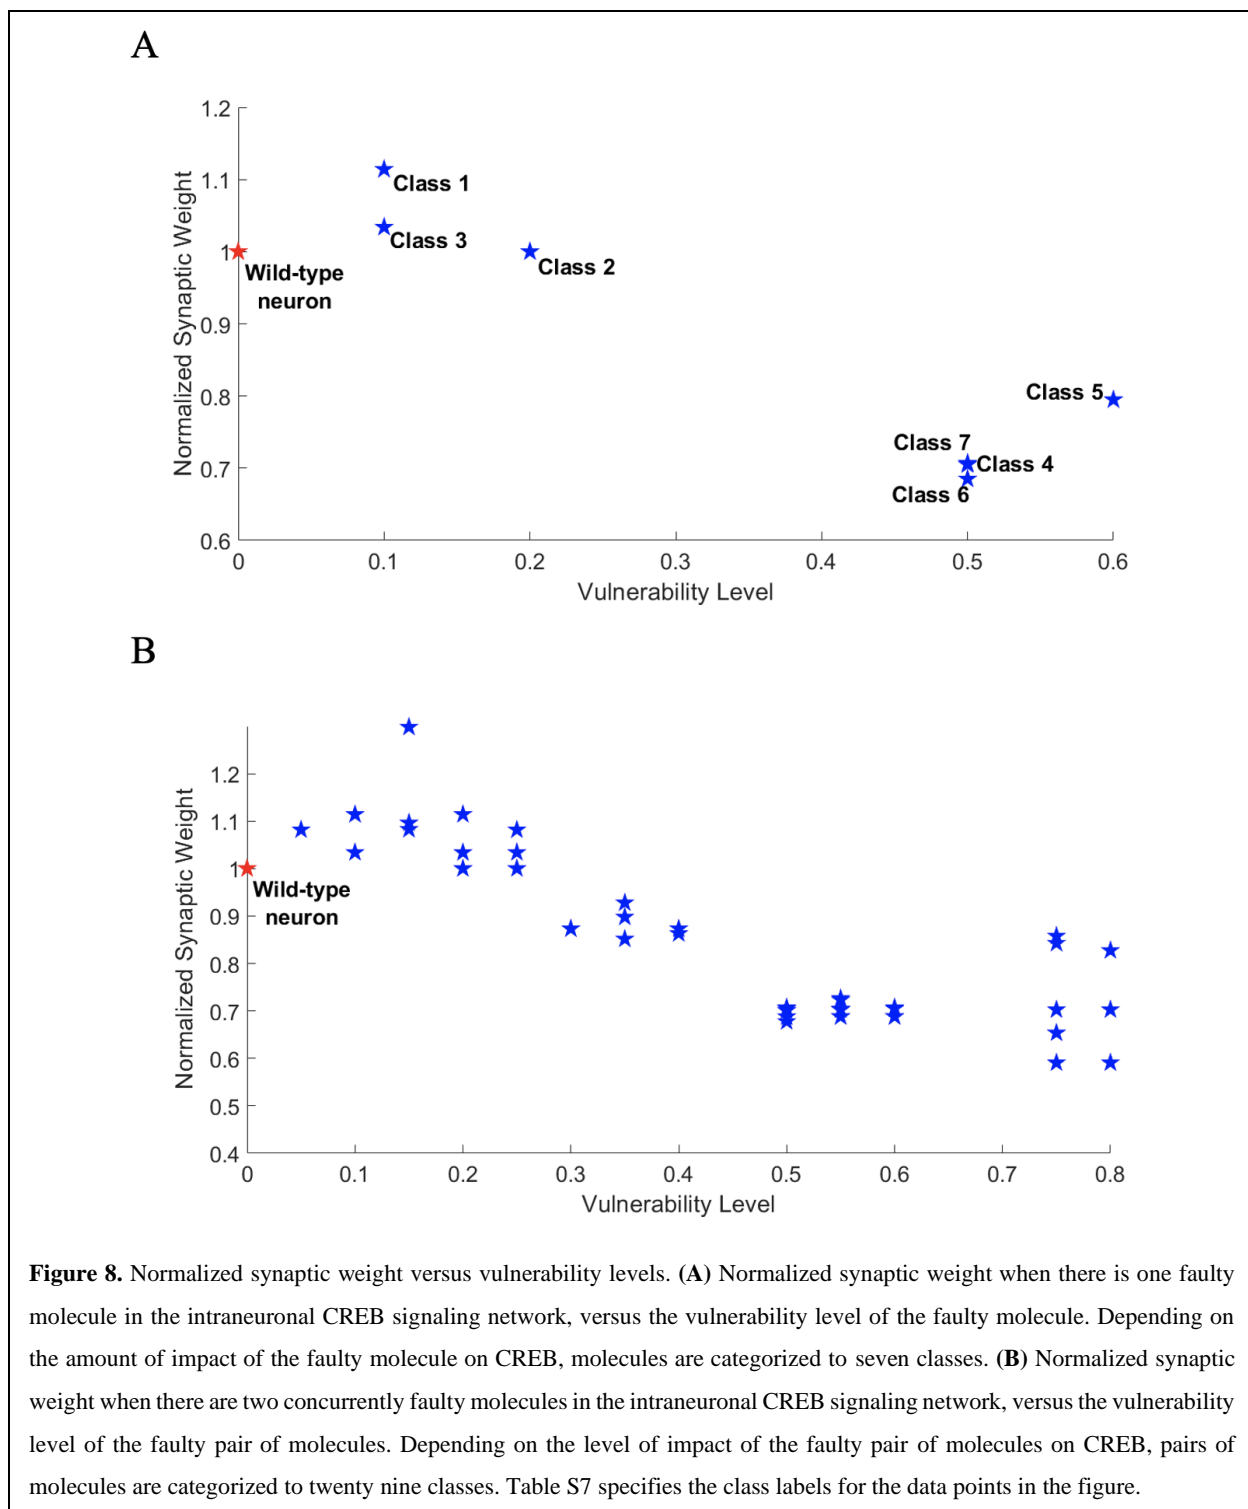 A
1.2
1.1
1
0.9
0.8
0.7
0.6
Normalized Synaptic Weight
Class 1
Class 3
Class 2
Wild-type
neuron
Class 5
Class 7
Class 4
Class 6
0 0.1 0.2 0.3 0.4 0.5 0.6
Vulnerability Level
B
1.2
1.1
1
0.9
0.8
0.7
0.6
0.5
0.4
Normalized Synaptic Weight
Wild-type
neuron
0 0.1 0.2 0.3 0.4 0.5 0.6 0.7 0.8
Vulnerability Level
Figure 8. Normalized synaptic weight versus vulnerability levels. (A) Normalized synaptic weight when there is one faulty
molecule in the intraneuronal CREB signaling network, versus the vulnerability level of the faulty molecule. Depending on
the amount of impact of the faulty molecule on CREB, molecules are categorized to seven classes. (B) Normalized synaptic
weight when there are two concurrently faulty molecules in the intraneuronal CREB signaling network, versus the vulnerability
level of the faulty pair of molecules. Depending on the level of impact of the faulty pair of molecules on CREB, pairs of
molecules are categorized to twenty nine classes. Table S7 specifies the class labels for the data points in the figure.